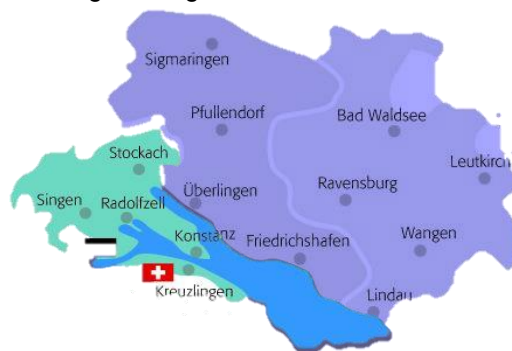 Sigmaringen
Pfullendorf
Bad Waldsee
Stockach
Leutkirch
Singen
Radolfzell
Überlingen
Ravensburg
Konstanz
Friedrichshafen
Wangen
Kreuzlingen
Lindau